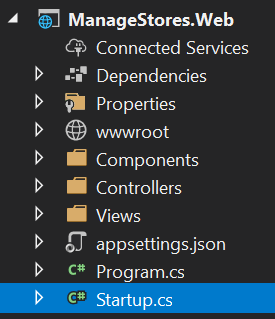 ManageStores.Web
Connected Services
Dependencies
Properties
wwwroot
Components
Controllers
Views
appsettings.json
C# Program.cs
C# Startup.cs